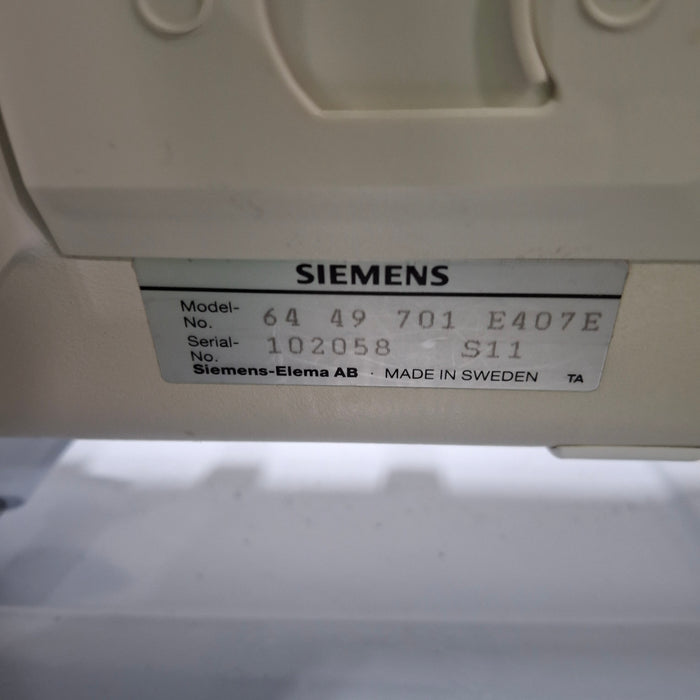 SIEMENS
Model-
No. 64 49 701 E407E
Serial-
No. 102058 S11
Siemens-Elema AB · MADE IN SWEDEN TA